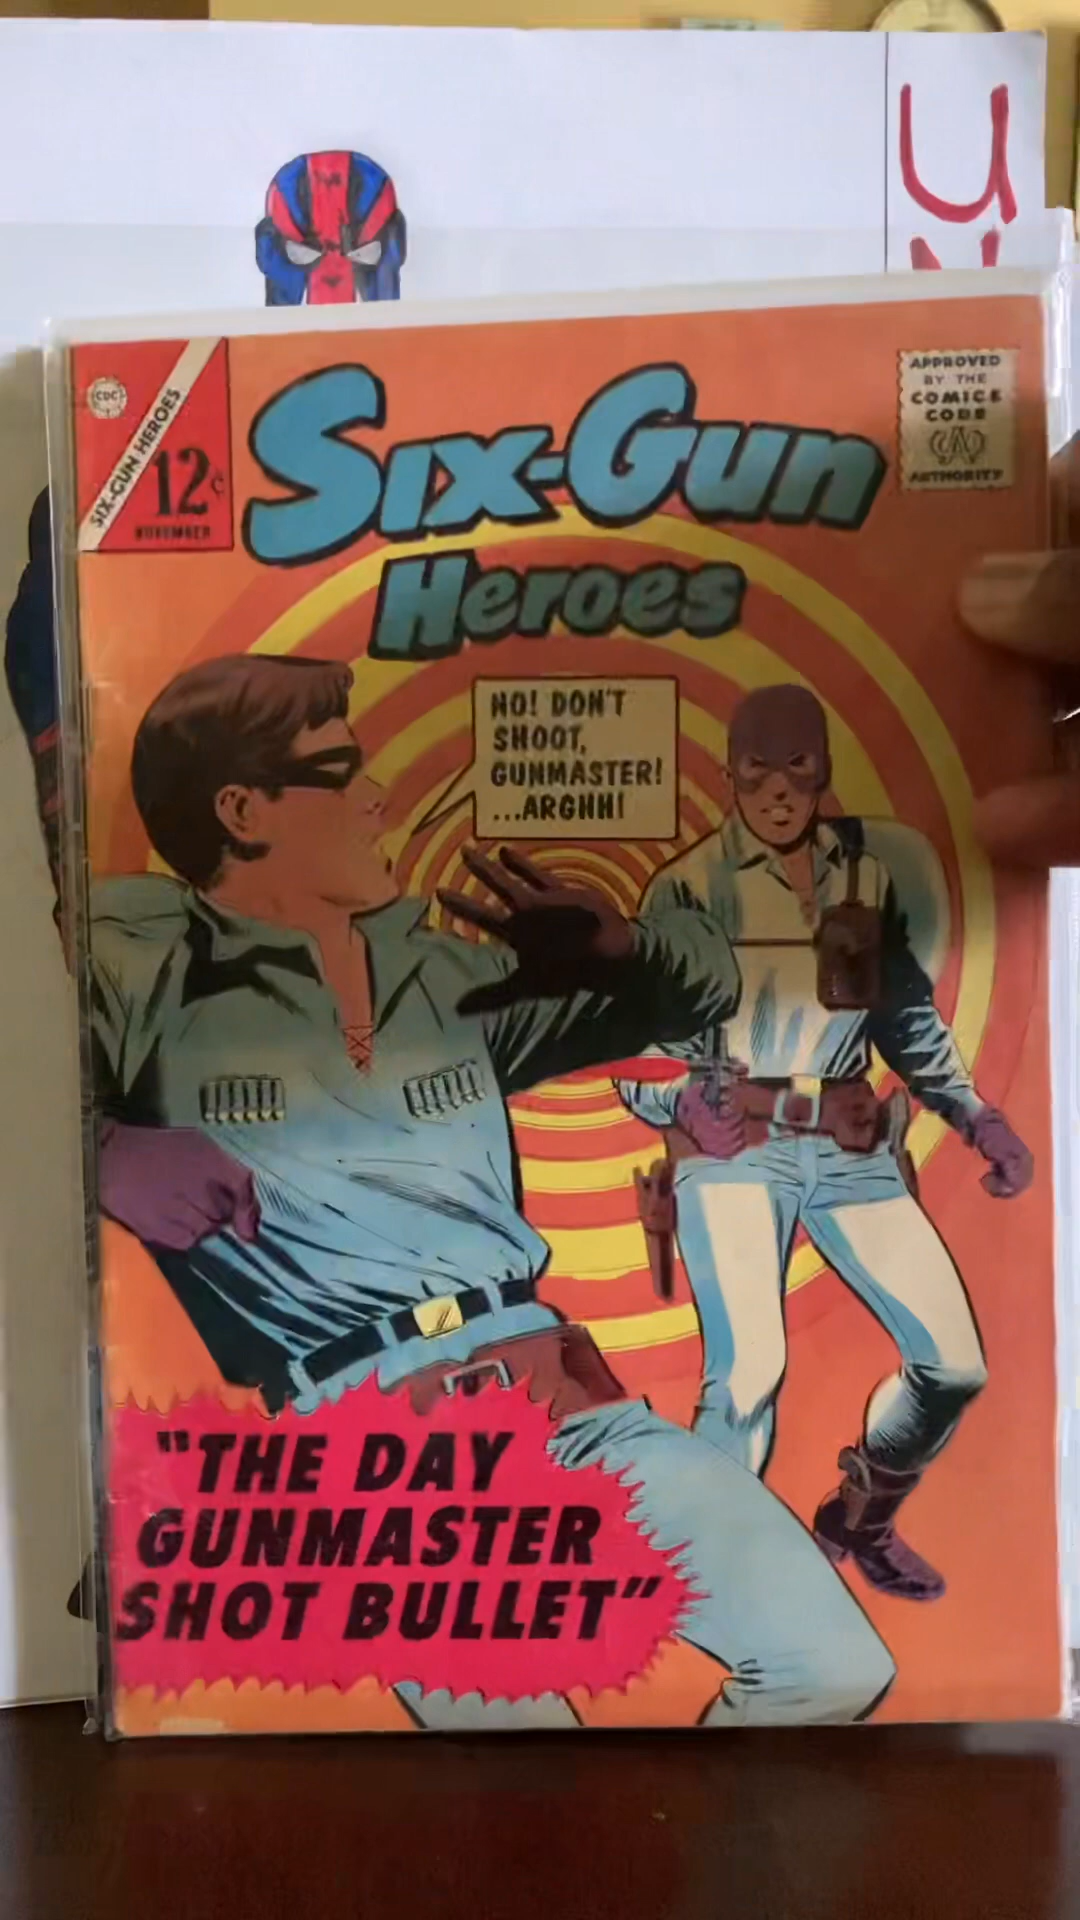 U
CDC
SIX-GUN HEROES
12¢
NOVEMBER
Six-Gun
Heroes
APPROVED
BY THE
COMICS
CODE
CA
AUTHORITY
NO! DON'T
SHOOT,
GUNMASTER!
...ARGHH!
"THE DAY
GUNMASTER
SHOT BULLET"